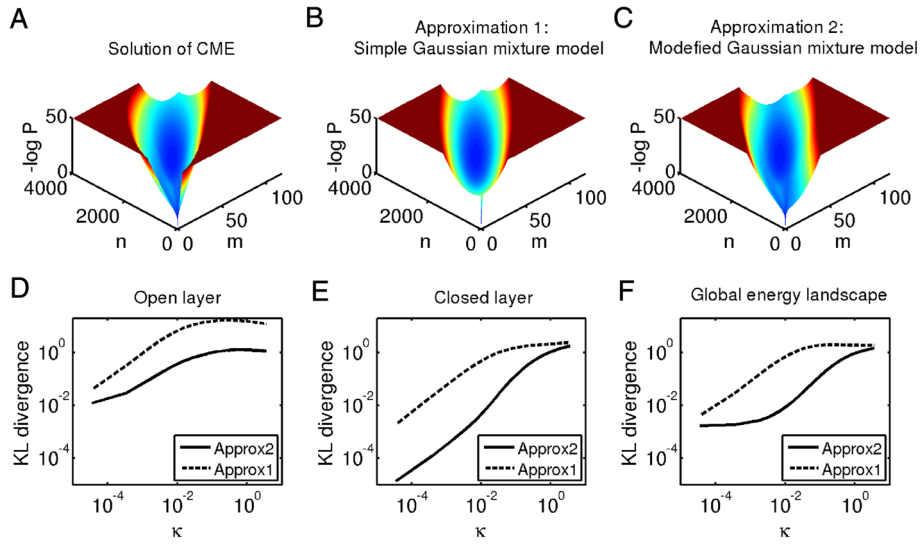 A
Solution of CME
-log P
50
0
4000
2000
n
0
0
m
50
100
B
Approximation 1:
Simple Gaussian mixture model
-log P
50
0
4000
2000
n
0
0
m
50
100
C
Approximation 2:
Modefied Gaussian mixture model
-log P
50
0
4000
2000
n
0
0
m
50
100
D
Open layer
KL divergence
10^0
10^-2
10^-4
Approx2
Approx1
10^-4
10^-2
10^0
κ
E
Closed layer
KL divergence
10^0
10^-2
10^-4
Approx2
Approx1
10^-4
10^-2
10^0
κ
F
Global energy landscape
KL divergence
10^0
10^-2
10^-4
Approx2
Approx1
10^-4
10^-2
10^0
κ